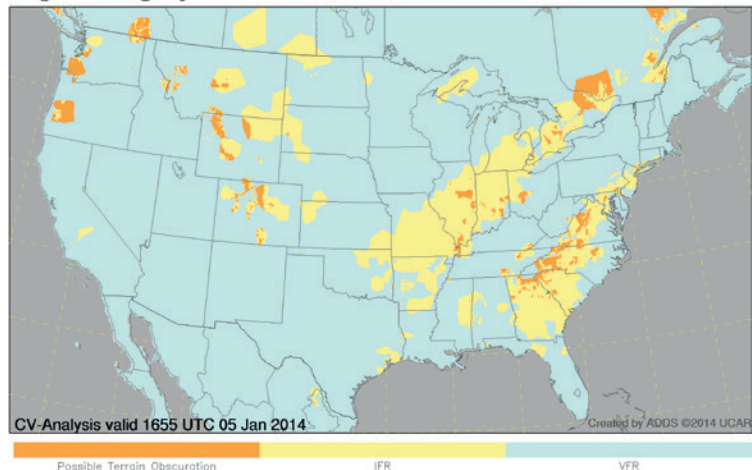 CV-Analysis valid 1655 UTC 05 Jan 2014
Created by ADDS ©2014 UCAR
Possible Terrain Obscuration
IFR
VFR